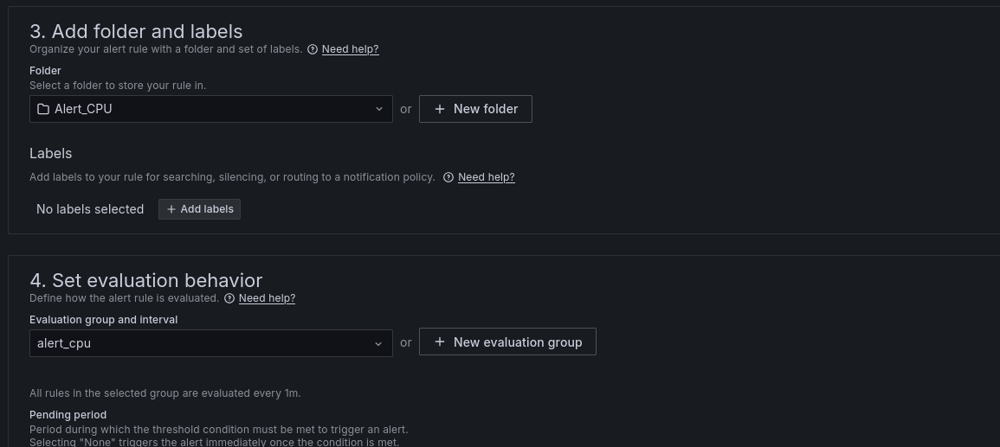 3. Add folder and labels
Organize your alert rule with a folder and set of labels. Need help?
Folder
Select a folder to store your rule in.
Alert_CPU or + New folder
Labels
Add labels to your rule for searching, silencing, or routing to a notification policy. Need help?
No labels selected + Add labels
4. Set evaluation behavior
Define how the alert rule is evaluated. Need help?
Evaluation group and interval
alert_cpu or + New evaluation group
All rules in the selected group are evaluated every 1m.
Pending period
Period during which the threshold condition must be met to trigger an alert.
Selecting "None" triggers the alert immediately once the condition is met.